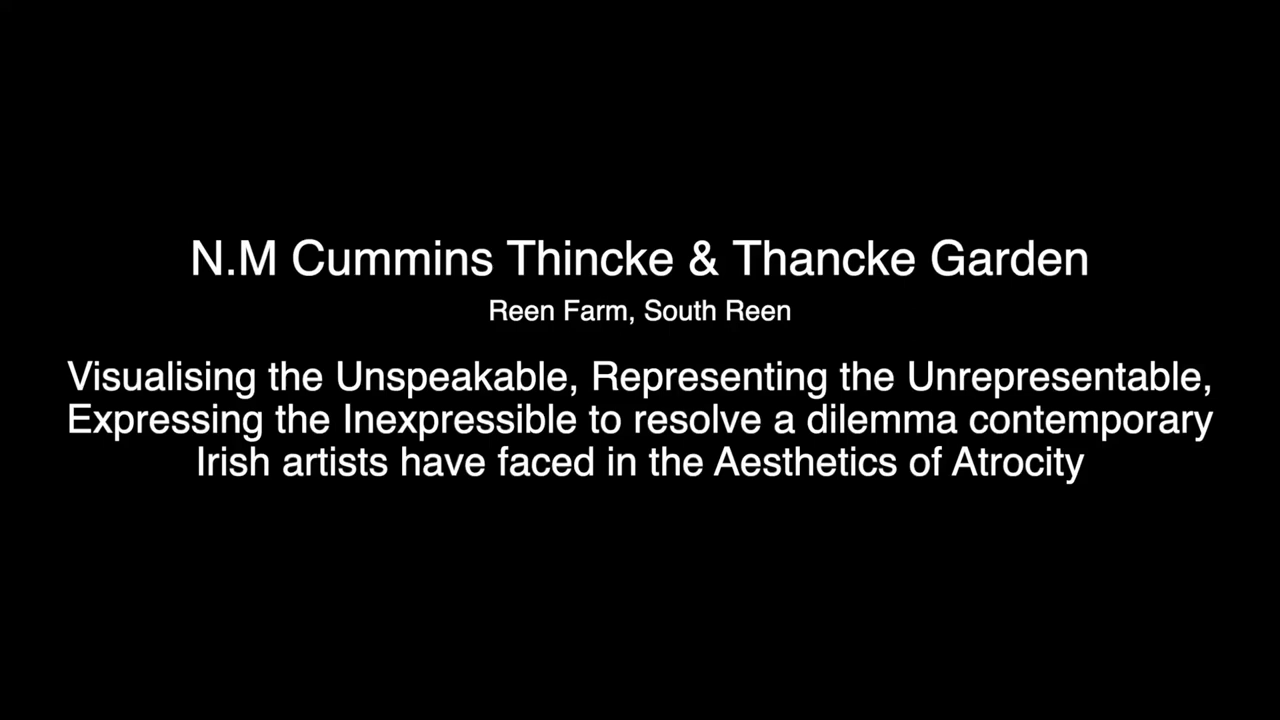 N.M Cummins Thincke & Thancke Garden
Reen Farm, South Reen
Visualising the Unspeakable, Representing the Unrepresentable,
Expressing the Inexpressible to resolve a dilemma contemporary
Irish artists have faced in the Aesthetics of Atrocity